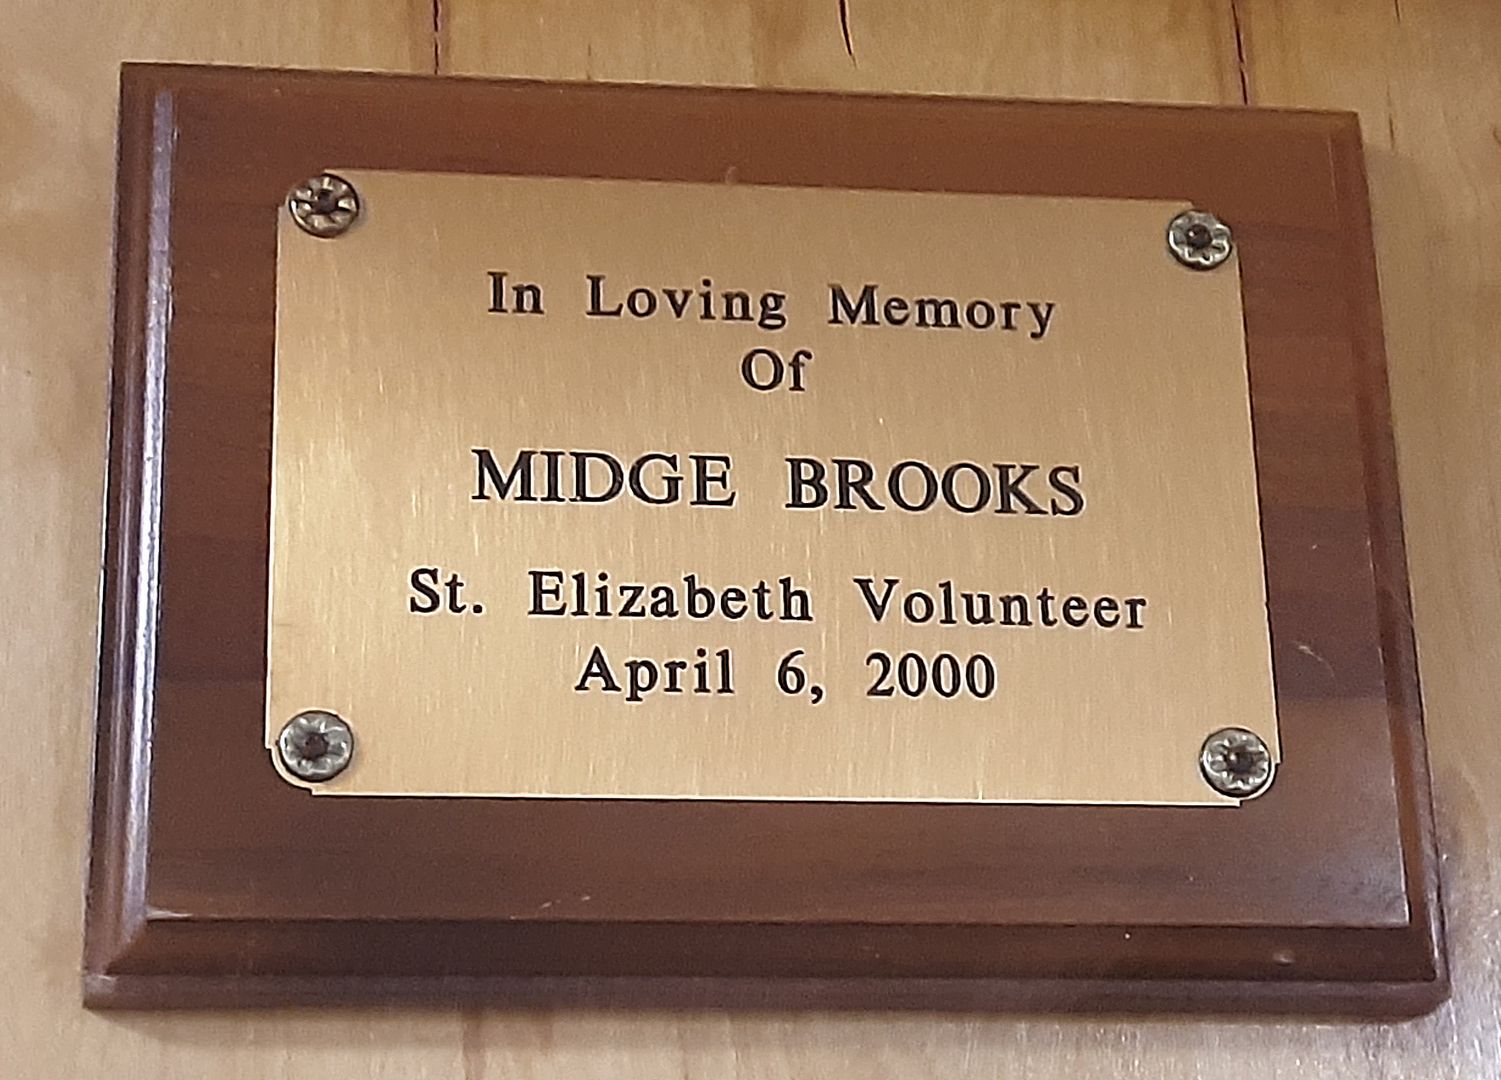 In Loving Memory
Of
MIDGE BROOKS
St. Elizabeth Volunteer
April 6, 2000